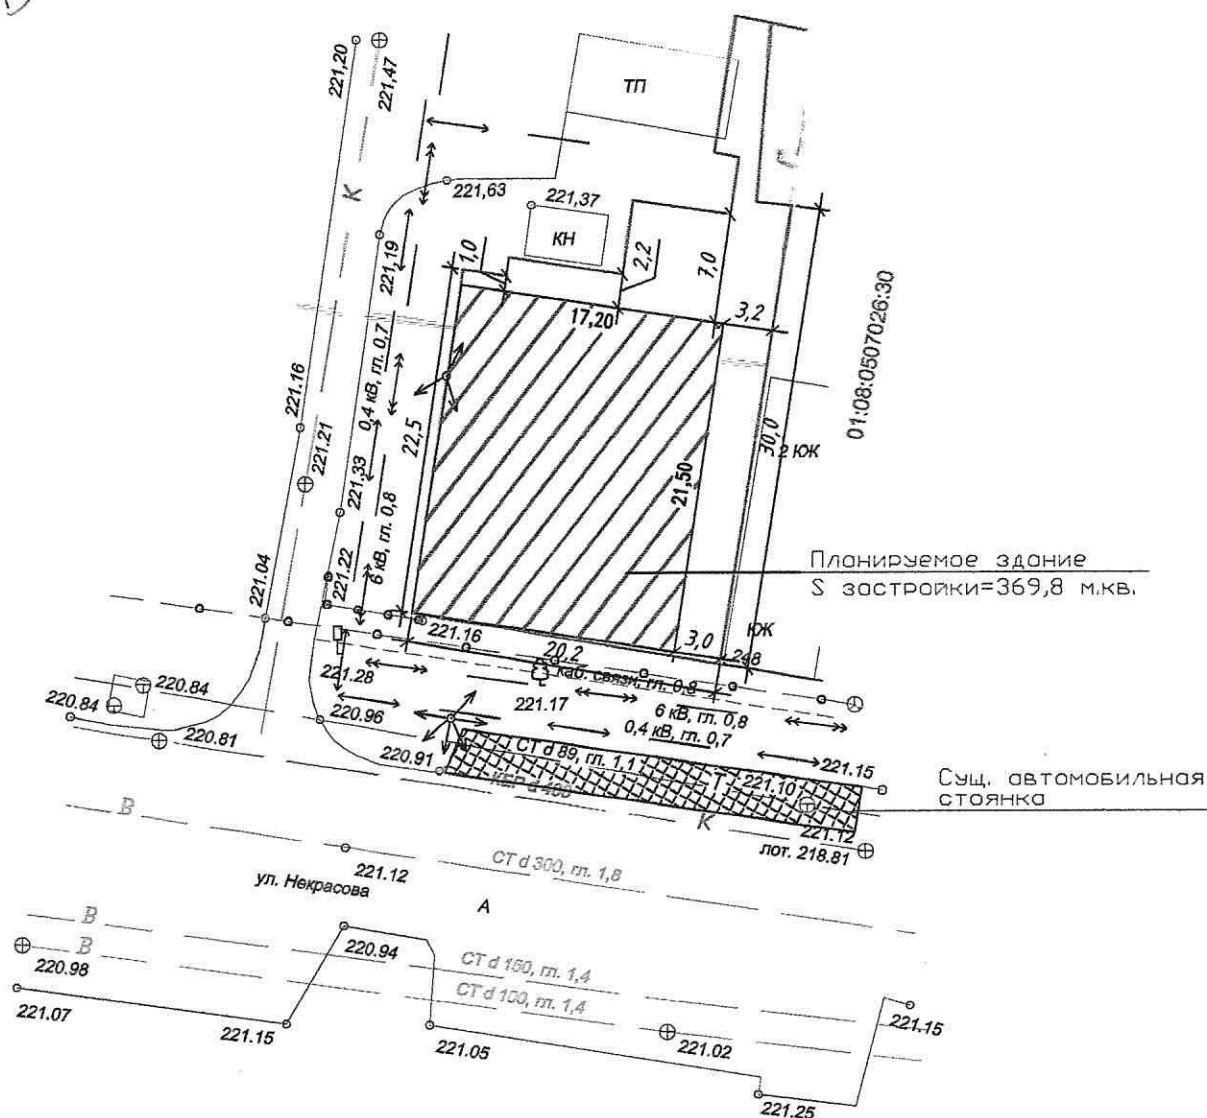 221,20
221,47
ТП
К
221,63
221,37
КН
221,19
1,0
2,2
7,0
Г
17,20
3,2
0,4 кВ, гл. 0,7
01:08:0507026:30
221.16
221.21
22,5
30,0
2 КЖ
221.33
6 кВ, гл. 0,8
21,50
Планируемое здание
S застройки=369,8 м.кв.
221.04
221.22
221.16
20,2
3,0
КЖ
каб. связи, гл. 0,8
221.28
221.17
6 кВ, гл. 0,8
0,4 кВ, гл. 0,7
220.84
220.84
220.96
220.81
220.91
СТ d 89, гл. 1,1
Т
221.10
221.15
Сущ. автомобильная
стоянка
К
221.12
лот. 218.81
В
СТ d 300, гл. 1,8
221.12
ул. Некрасова
А
В
В
220.94
220.98
СТ d 150, гл. 1,4
СТ d 100, гл. 1,4
221.07
221.15
221.05
221.02
221.15
221.25